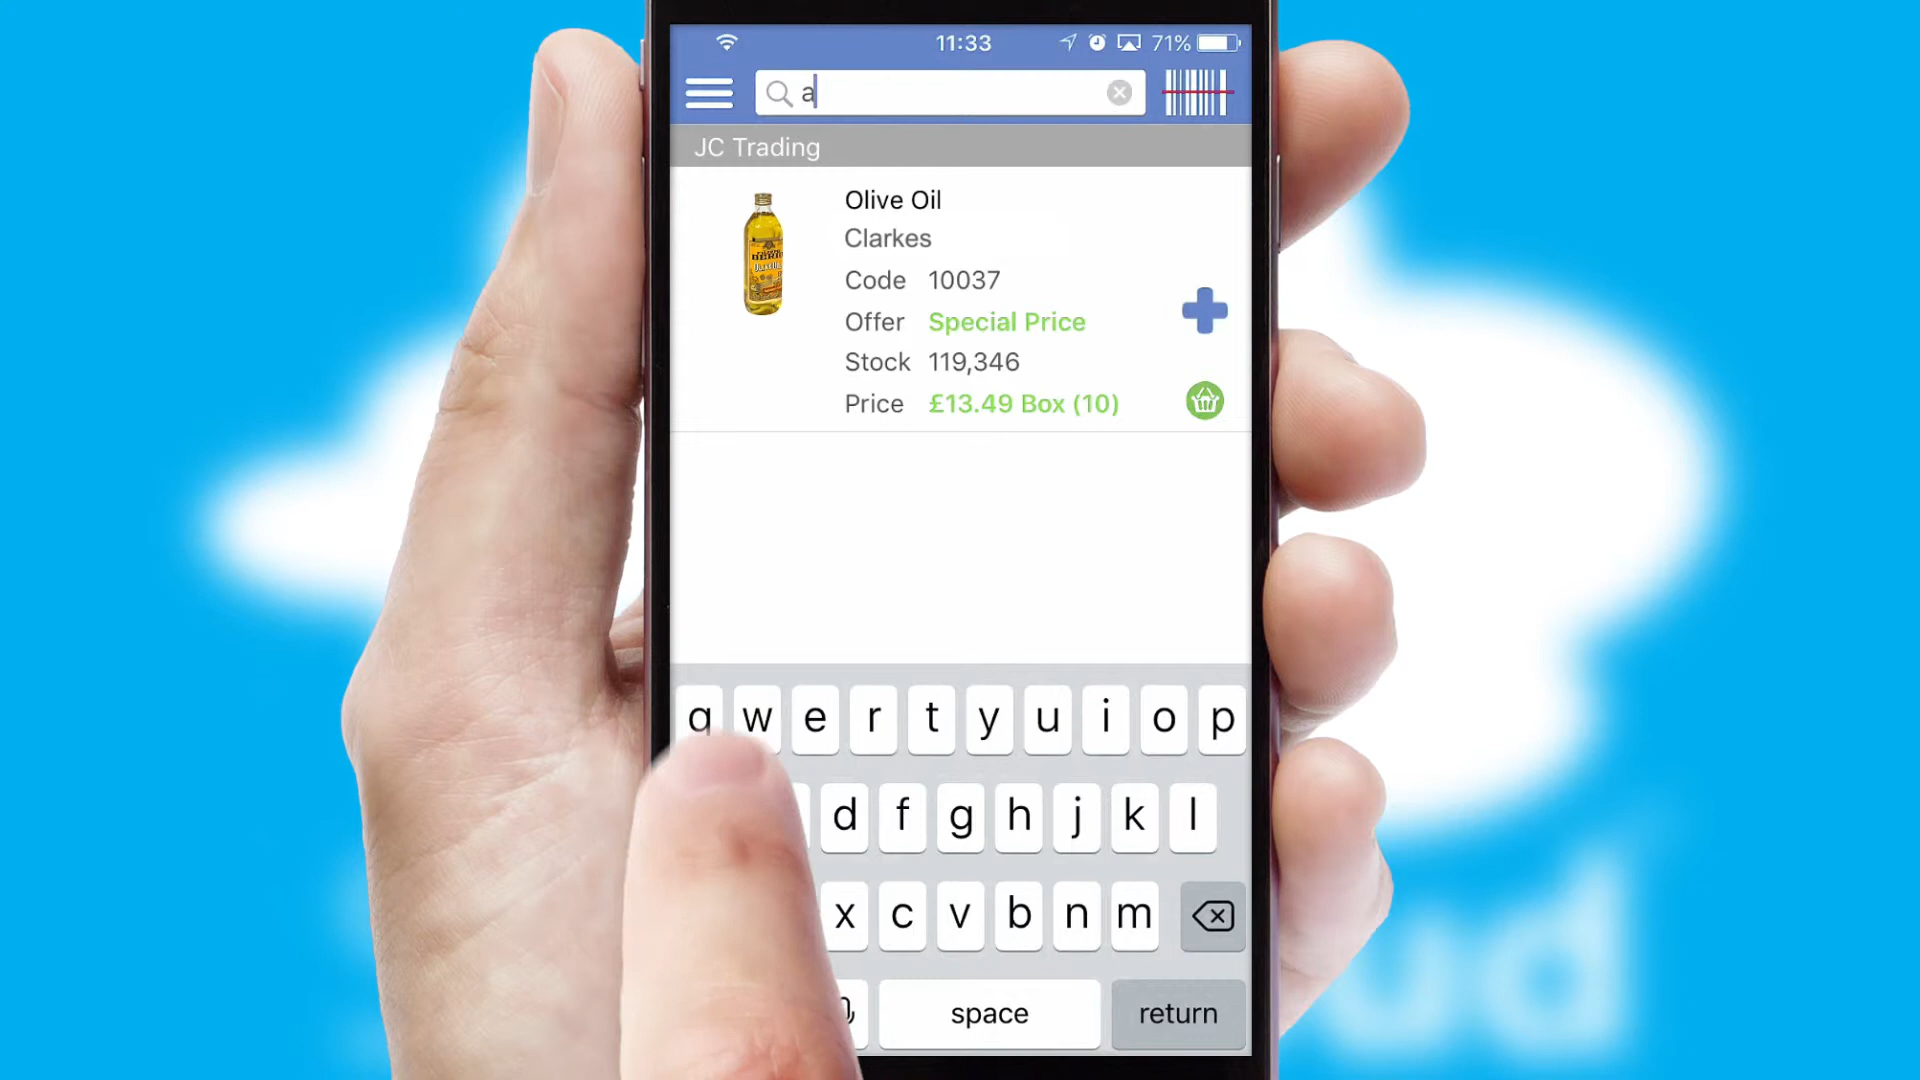 11:33 71%
a
JC Trading
Olive Oil
Clarkes
Code 10037
Offer Special Price
Stock 119,346
Price £13.49 Box (10)
q w e r t y u i o p
d f g h j k l
x c v b n m
space return